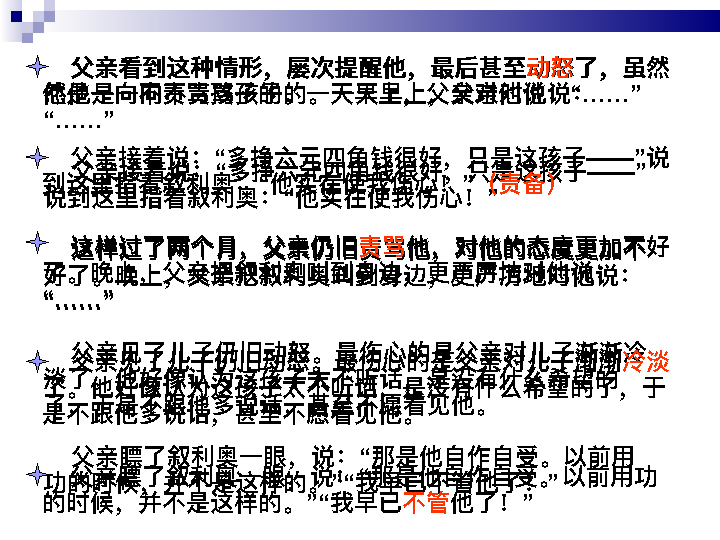 父亲看到这种情形，屡次提醒他，最后甚至动怒了，虽然
他是向来不责骂孩子的。一天早上，父亲对他说：
“……”
父亲接着说：“多挣六元四角钱很好，只是这孩子——”
说到这里指着叙利奥：“他实在使我伤心！”（责备）
这样过了两个月，父亲仍旧责骂他，对他的态度更加不
好了。晚上，父亲把叙利奥叫到身边，更严厉地对他说：
“……”
父亲见了儿子仍旧动怒。最伤心的是父亲对儿子渐渐冷淡
了。他好像认为这孩子太不听话，是没有什么希望的了，于
是不跟他多说话，甚至不愿看见他。
父亲瞟了叙利奥一眼，说：“那是他自作自受。以前用功
的时候，并不是这样的。”“我早已不管他了！”